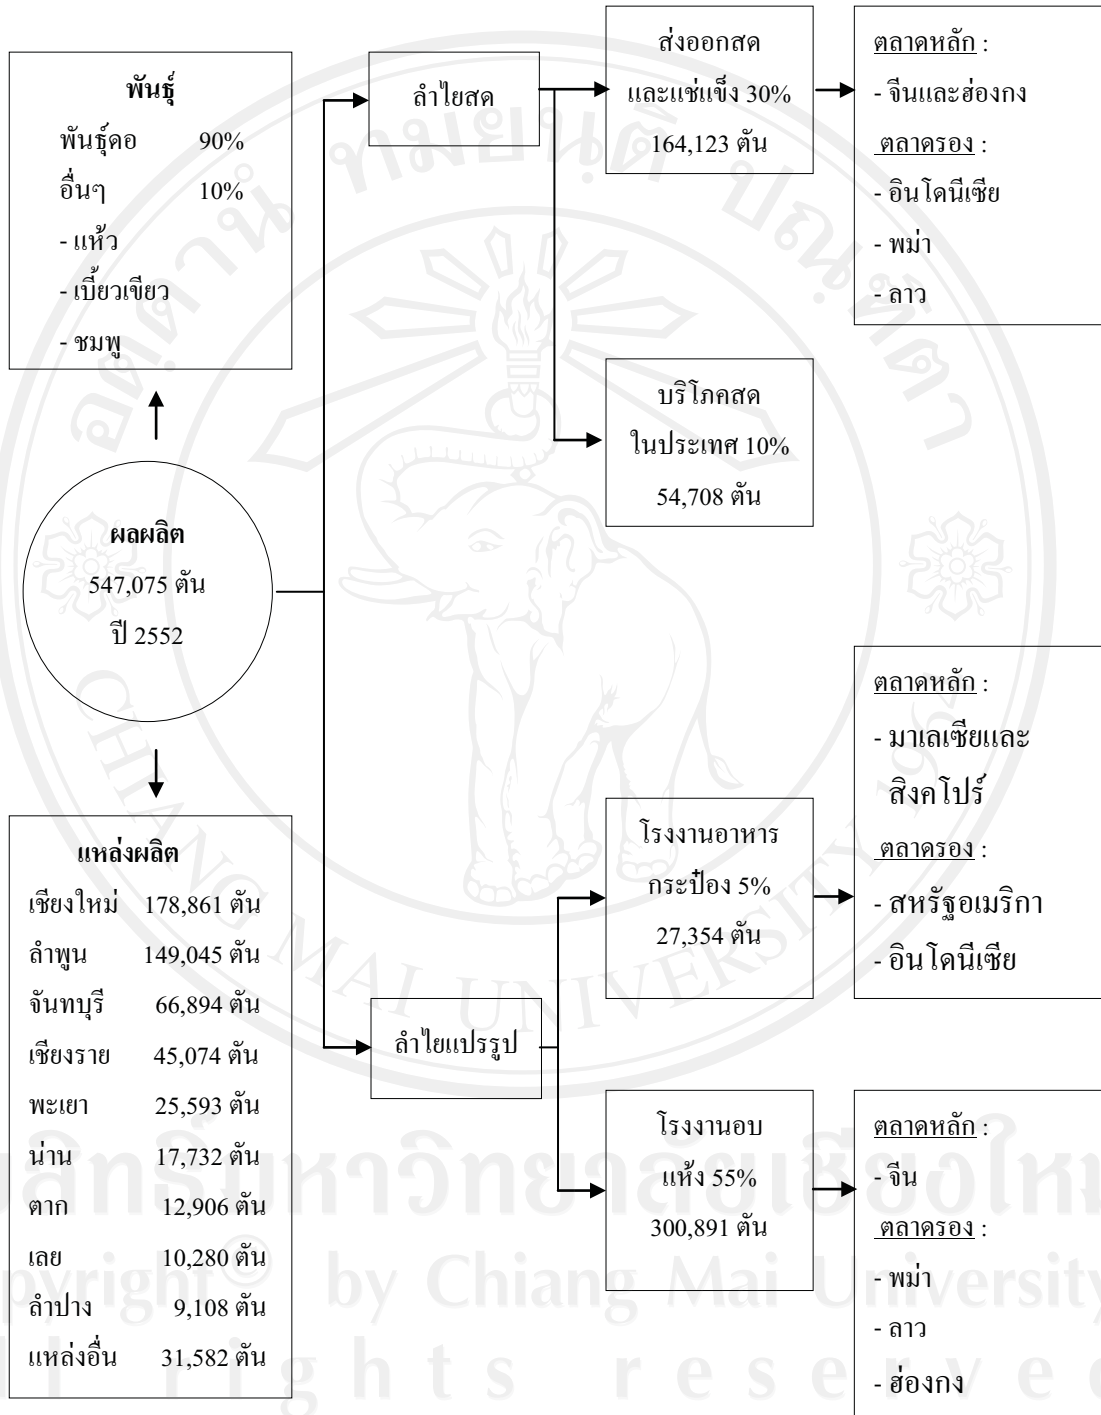 พันธุ์
พันธุ์ดอ 90%
อื่นๆ 10%
- แห้ว
- เบี้ยวเขียว
- ชมพู
ผลผลิต
547,075 ตัน
ปี 2552
แหล่งผลิต
เชียงใหม่ 178,861 ตัน
ลำพูน 149,045 ตัน
จันทบุรี 66,894 ตัน
เชียงราย 45,074 ตัน
พะเยา 25,593 ตัน
น่าน 17,732 ตัน
ตาก 12,906 ตัน
เลย 10,280 ตัน
ลำปาง 9,108 ตัน
แหล่งอื่น 31,582 ตัน
ลำไยสด
ส่งออกสด
และแช่แข็ง 30%
164,123 ตัน
ตลาดหลัก :
- จีนและฮ่องกง
ตลาดรอง :
- อินโดนีเซีย
- พม่า
- ลาว
บริโภคสด
ในประเทศ 10%
54,708 ตัน
ลำไยแปรรูป
โรงงานอาหาร
กระป๋อง 5%
27,354 ตัน
ตลาดหลัก :
- มาเลเซียและ
สิงคโปร์
ตลาดรอง :
- สหรัฐอเมริกา
- อินโดนีเซีย
โรงงานอบ
แห้ง 55%
300,891 ตัน
ตลาดหลัก :
- จีน
ตลาดรอง :
- พม่า
- ลาว
- ฮ่องกง
CHIANG MAI UNIVERSITY 1964
by Chiang Mai University
rights reserved